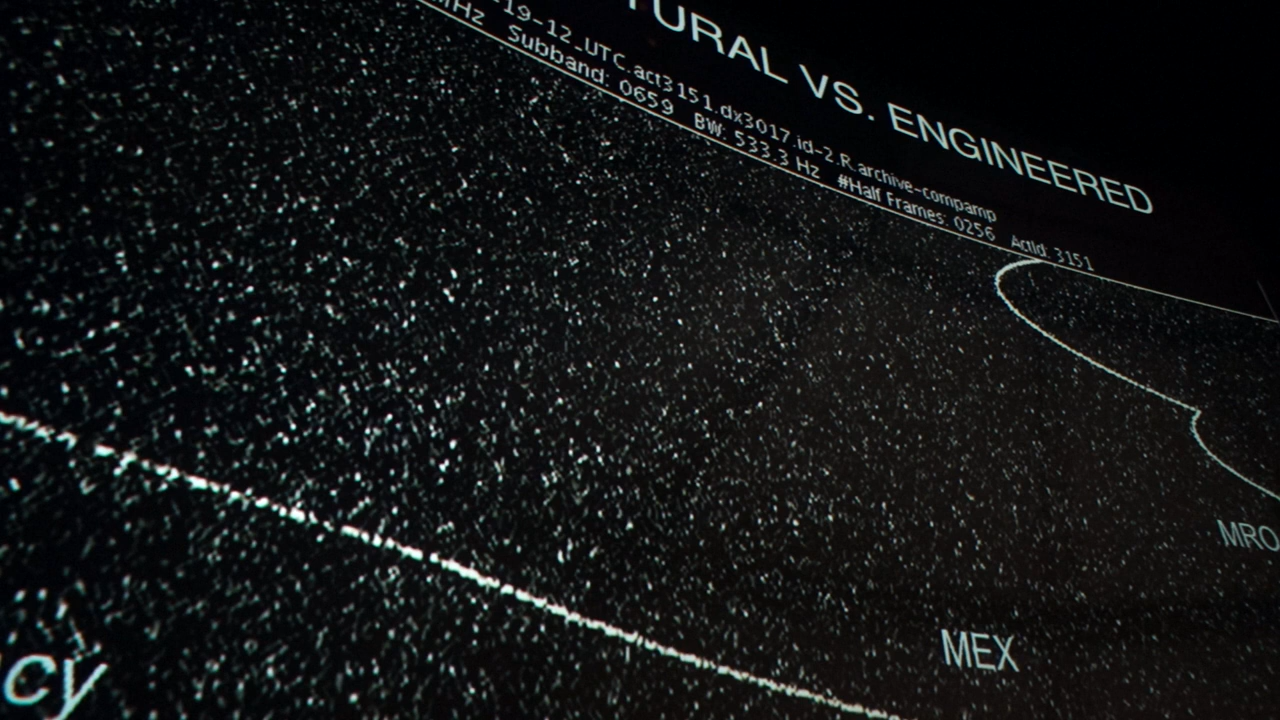 TURAL VS. ENGINEERED
19-12_UTC.act3151.dx3017.id-2.R.archive-compamp
MHz Subband: 0659 BW: 533.3 Hz #Half Frames: 0256 ActId: 3151
MRO
MEX
cy